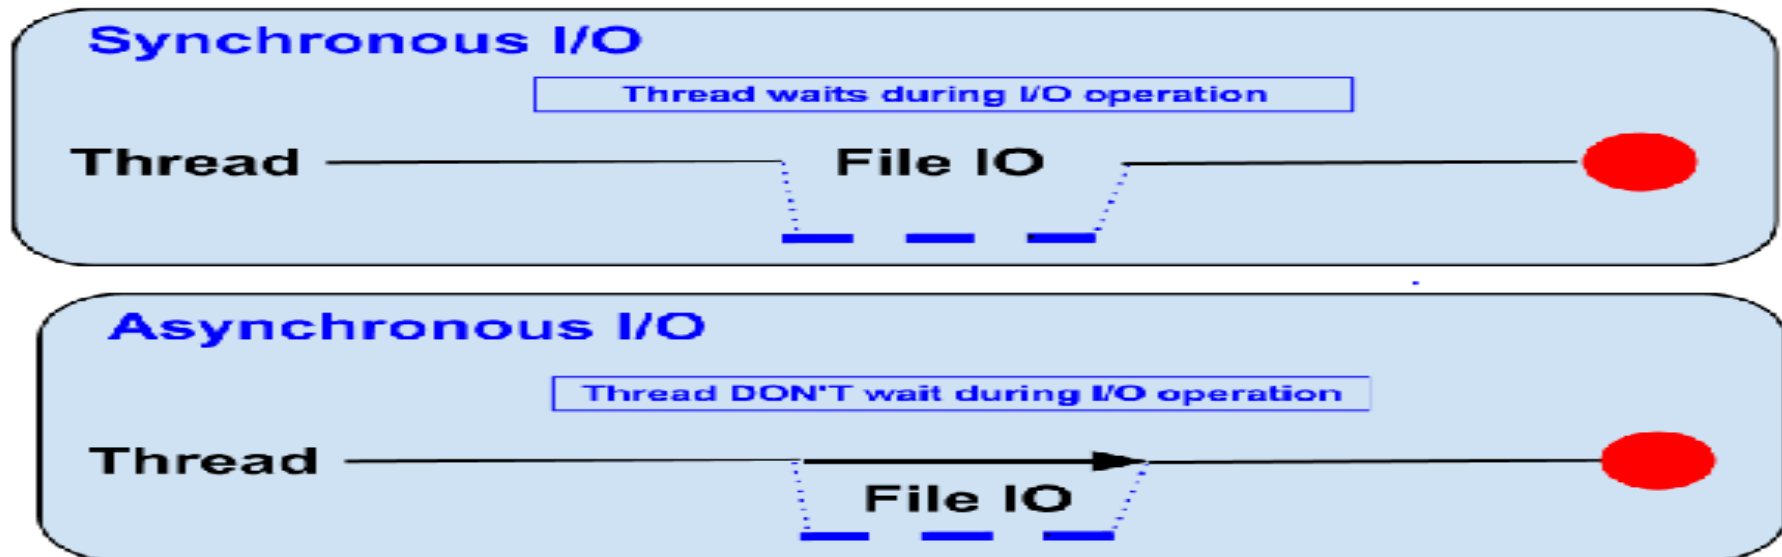 Synchronous I/O
Thread waits during I/O operation
Thread File IO
Asynchronous I/O
Thread DON'T wait during I/O operation
Thread
File IO